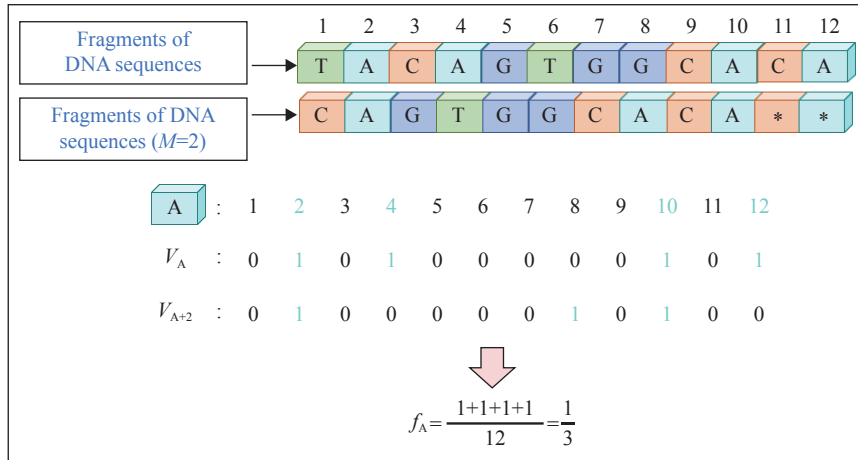 1 2 3 4 5 6 7 8 9 10 11 12
Fragments of
DNA sequences
T A C A G T G G C A C A
Fragments of DNA
sequences (M=2)
C A G T G G C A C A * *
A : 1 2 3 4 5 6 7 8 9 10 11 12
V_A : 0 1 0 1 0 0 0 0 0 1 0 1
V_A+2 : 0 1 0 0 0 0 0 1 0 1 0 0
f_A = 1+1+1+1 / 12 = 1 / 3